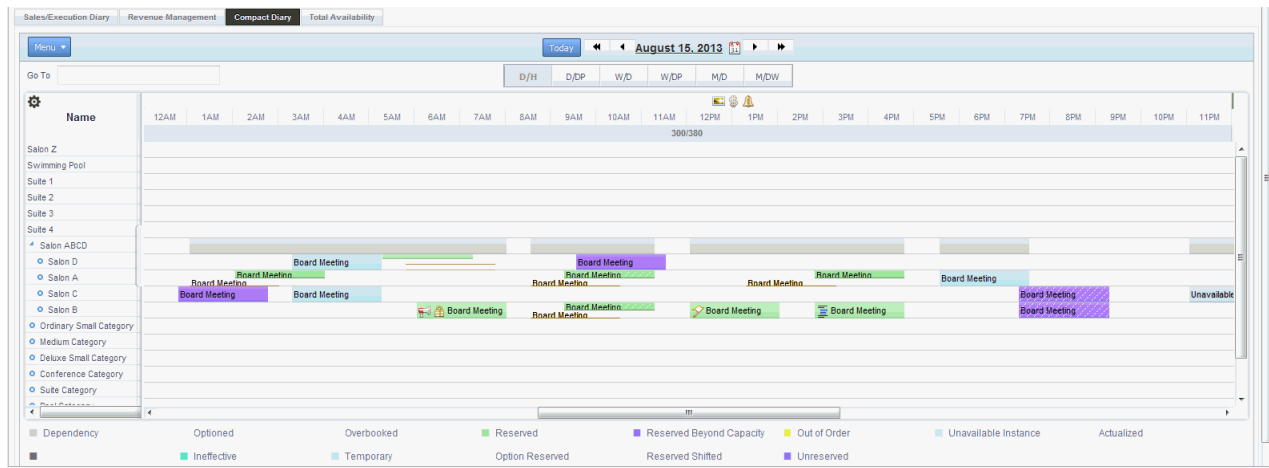 Sales/Execution Diary Revenue Management Compact Diary Total Availability
Menu Today August 15, 2013
Go To D/H D/DP W/D W/DP M/D M/DW
Name 12AM 1AM 2AM 3AM 4AM 5AM 6AM 7AM 8AM 9AM 10AM 11AM 12PM 1PM 2PM 3PM 4PM 5PM 6PM 7PM 8PM 9PM 10PM 11PM
300/380
Salon Z
Swimming Pool
Suite 1
Suite 2
Suite 3
Suite 4
Salon ABCD
Salon D Board Meeting Board Meeting
Salon A Board Meeting Board Meeting Board Meeting Board Meeting
Board Meeting Board Meeting Board Meeting
Salon C Board Meeting Board Meeting Board Meeting Unavailable
Salon B Board Meeting Board Meeting Board Meeting Board Meeting Board Meeting
Board Meeting
Ordinary Small Category
Medium Category
Deluxe Small Category
Conference Category
Suite Category
Dependency Optioned Overbooked Reserved Reserved Beyond Capacity Out of Order Unavailable Instance Actualized
Ineffective Temporary Option Reserved Reserved Shifted Unreserved